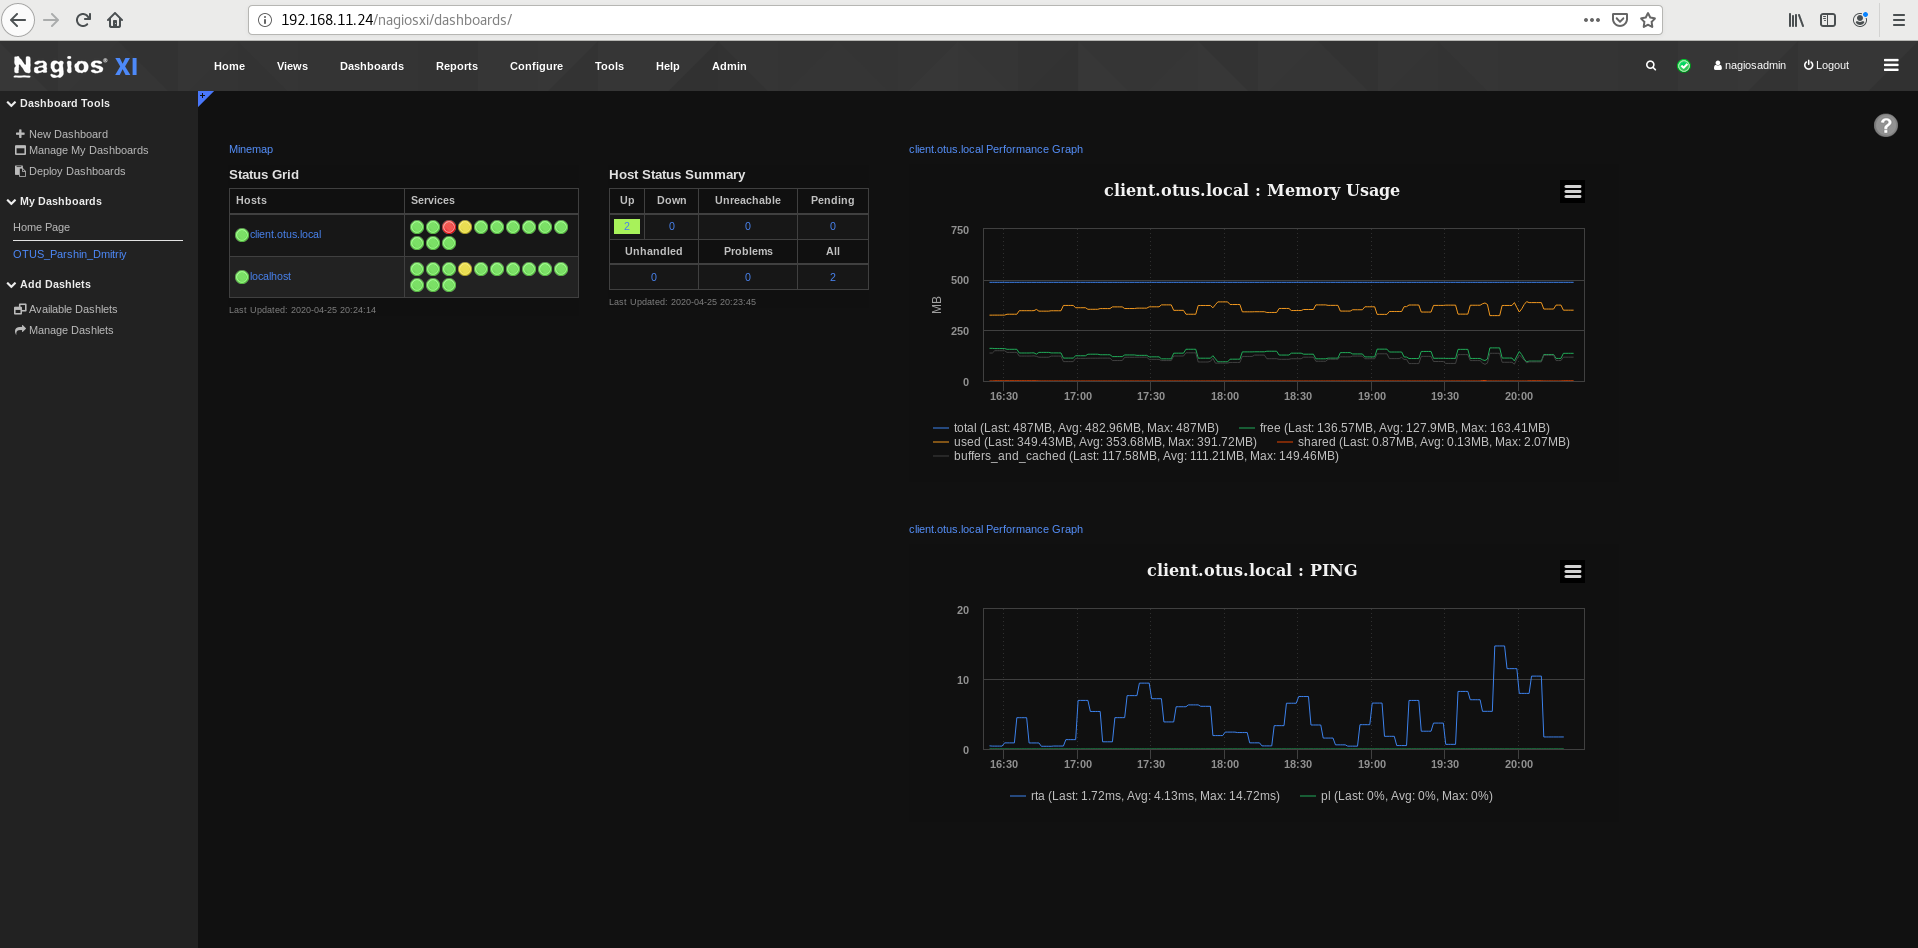 192.168.11.24/nagiosxi/dashboards/
Nagios® XI
Home Views Dashboards Reports Configure Tools Help Admin
nagiosadmin Logout
Dashboard Tools
New Dashboard
Manage My Dashboards
Deploy Dashboards
My Dashboards
Home Page
OTUS_Parshin_Dmitriy
Add Dashlets
Available Dashlets
Manage Dashlets
Minemap
Status Grid
Hosts Services
client.otus.local
localhost
Last Updated: 2020-04-25 20:24:14
Host Status Summary
Up Down Unreachable Pending
2 0 0 0
Unhandled Problems All
0 0 2
Last Updated: 2020-04-25 20:23:45
client.otus.local Performance Graph
client.otus.local : Memory Usage
750
500
250
0
MB
16:30 17:00 17:30 18:00 18:30 19:00 19:30 20:00
total (Last: 487MB, Avg: 482.96MB, Max: 487MB) free (Last: 136.57MB, Avg: 127.9MB, Max: 163.41MB)
used (Last: 349.43MB, Avg: 353.68MB, Max: 391.72MB) shared (Last: 0.87MB, Avg: 0.13MB, Max: 2.07MB)
buffers_and_cached (Last: 117.58MB, Avg: 111.21MB, Max: 149.46MB)
client.otus.local Performance Graph
client.otus.local : PING
20
10
0
16:30 17:00 17:30 18:00 18:30 19:00 19:30 20:00
rta (Last: 1.72ms, Avg: 4.13ms, Max: 14.72ms) pl (Last: 0%, Avg: 0%, Max: 0%)